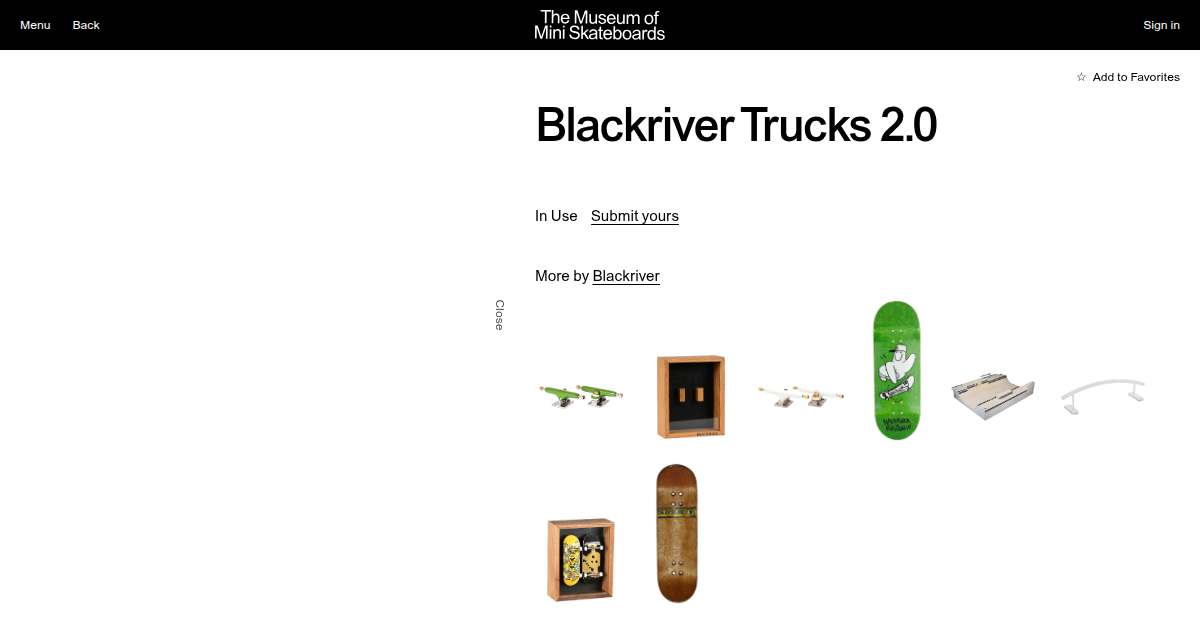 Menu
Back
The Museum of
Mini Skateboards
Sign in
☆ Add to Favorites
Blackriver Trucks 2.0
In Use
Submit yours
More by Blackriver
Close